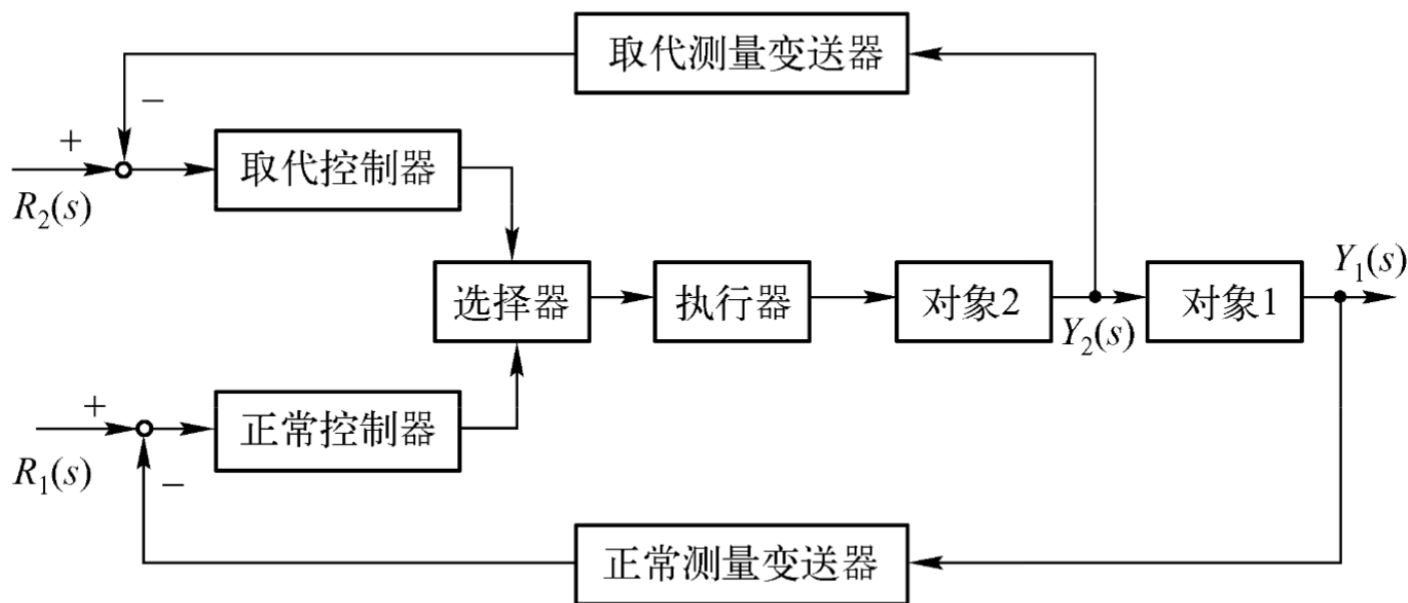 取代测量变送器
−
+
取代控制器
R₂(s)
Y₁(s)
选择器
执行器
对象2
对象1
Y₂(s)
+
正常控制器
R₁(s)
−
正常测量变送器